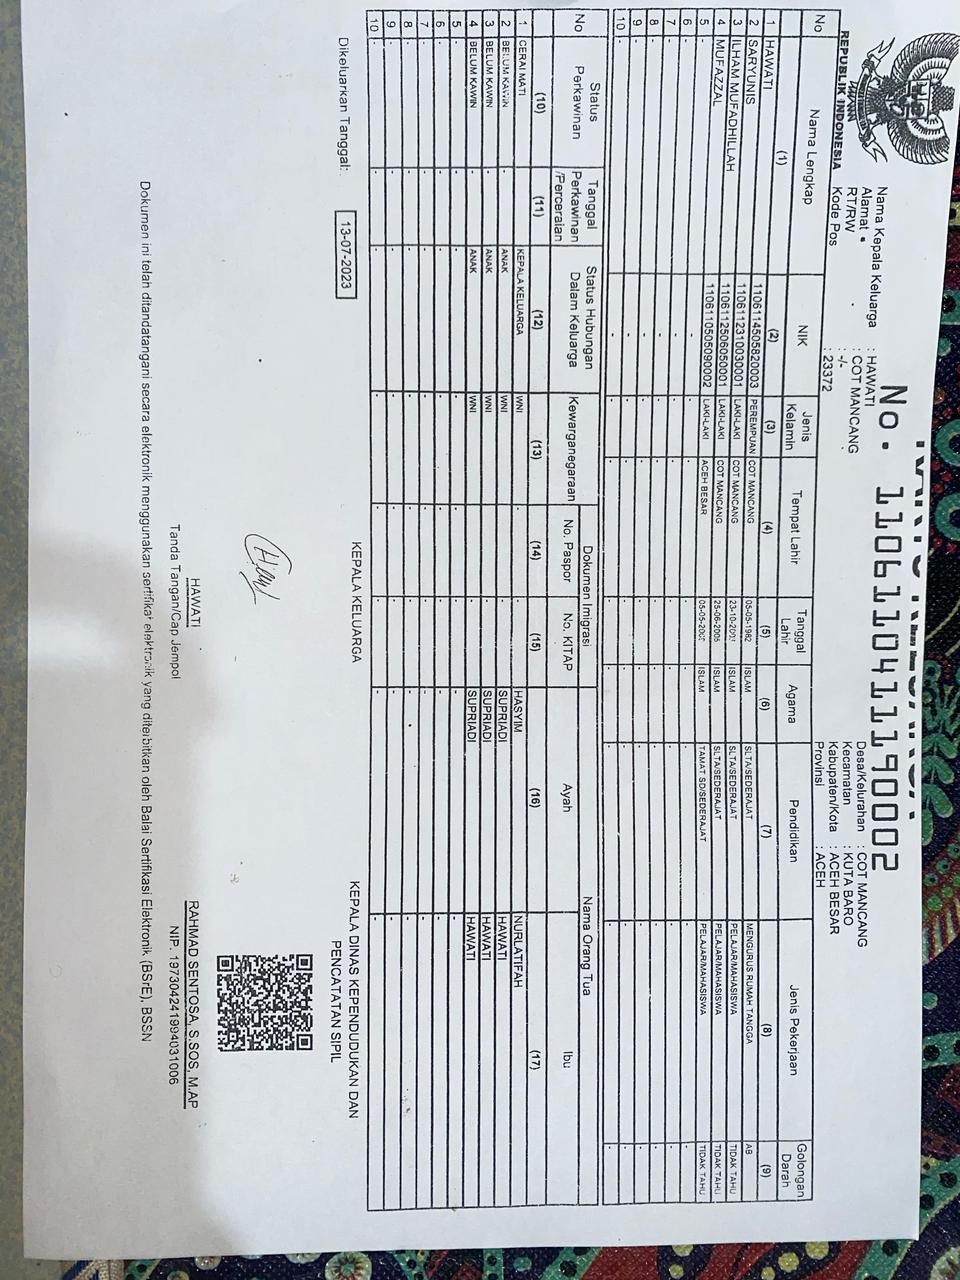 REPUBLIK INDONESIA
No. 1106110411190002
Nama Kepala Keluarga : HAWATI
Alamat : COT MANCANG
RT/RW : -/-
Kode Pos : 23372
Desa/Kelurahan : COT MANCANG
Kecamatan : KUTA BARO
Kabupaten/Kota : ACEH BESAR
Provinsi : ACEH
No Nama Lengkap NIK Jenis Kelamin Tempat Lahir Tanggal Lahir Agama Pendidikan Jenis Pekerjaan Golongan Darah
(1) (2) (3) (4) (5) (6) (7) (8) (9)
1 HAWATI 1106114505820003 PEREMPUAN COT MANCANG 05-05-1982 ISLAM SLTA/SEDERAJAT MENGURUS RUMAH TANGGA AB
2 SARYUNIS 1106112310030001 LAKI-LAKI COT MANCANG ISLAM SLTA/SEDERAJAT PELAJAR/MAHASISWA TIDAK TAHU
3 ILHAM MUFADHILLAH 1106112506050001 LAKI-LAKI COT MANCANG 25-06-2005 ISLAM SLTA/SEDERAJAT PELAJAR/MAHASISWA TIDAK TAHU
4 MUFAZZAL 1106110505090002 LAKI-LAKI ACEH BESAR ISLAM TAMAT SD/SEDERAJAT PELAJAR/MAHASISWA TIDAK TAHU
5 - - - - - - - - -
6 - - - - - - - - -
7 - - - - - - - - -
8 - - - - - - - - -
9 - - - - - - - - -
10 - - - - - - - - -
No Status Perkawinan Tanggal Perkawinan /Perceraian Status Hubungan Dalam Keluarga Kewarganegaraan Dokumen Imigrasi Nama Orang Tua
No. Paspor No. KITAP Ayah Ibu
(10) (11) (12) (13) (14) (15) (16) (17)
1 CERAI MATI - KEPALA KELUARGA WNI - - HASYIM NURLATIFAH
2 BELUM KAWIN - ANAK WNI - - SUPRIADI HAWATI
3 BELUM KAWIN - ANAK WNI - - SUPRIADI HAWATI
4 BELUM KAWIN - ANAK WNI - - SUPRIADI HAWATI
5 - - - - - - - -
6 - - - - - - - -
7 - - - - - - - -
8 - - - - - - - -
9 - - - - - - - -
10 - - - - - - - -
Dikeluarkan Tanggal: 13-07-2023
KEPALA KELUARGA
KEPALA DINAS KEPENDUDUKAN DAN
PENCATATAN SIPIL
HAWATI
Tanda Tangan/Cap Jempol
RAHMAD SENTOSA, S.SOS, M.AP
NIP. 197304241994031006
Dokumen ini telah ditandatangani secara elektronik menggunakan sertifikat elektronik yang diterbitkan oleh Balai Sertifikasi Elektronik (BSrE), BSSN